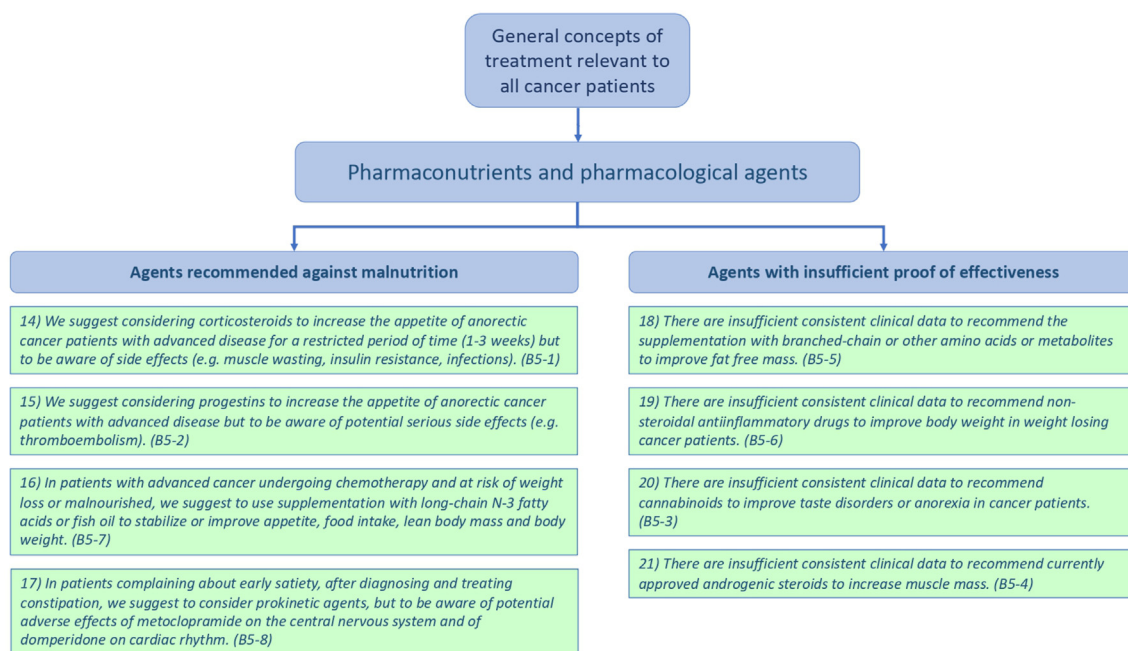 General concepts of
treatment relevant to
all cancer patients
Pharmaconutrients and pharmacological agents
Agents recommended against malnutrition
14) We suggest considering corticosteroids to increase the appetite of anorectic
cancer patients with advanced disease for a restricted period of time (1-3 weeks) but
to be aware of side effects (e.g. muscle wasting, insulin resistance, infections). (B5-1)
15) We suggest considering progestins to increase the appetite of anorectic cancer
patients with advanced disease but to be aware of potential serious side effects (e.g.
thromboembolism). (B5-2)
16) In patients with advanced cancer undergoing chemotherapy and at risk of weight
loss or malnourished, we suggest to use supplementation with long-chain N-3 fatty
acids or fish oil to stabilize or improve appetite, food intake, lean body mass and body
weight. (B5-7)
17) In patients complaining about early satiety, after diagnosing and treating
constipation, we suggest to consider prokinetic agents, but to be aware of potential
adverse effects of metoclopramide on the central nervous system and of
domperidone on cardiac rhythm. (B5-8)
Agents with insufficient proof of effectiveness
18) There are insufficient consistent clinical data to recommend the
supplementation with branched-chain or other amino acids or metabolites
to improve fat free mass. (B5-5)
19) There are insufficient consistent clinical data to recommend non-
steroidal antiinflammatory drugs to improve body weight in weight losing
cancer patients. (B5-6)
20) There are insufficient consistent clinical data to recommend
cannabinoids to improve taste disorders or anorexia in cancer patients.
(B5-3)
21) There are insufficient consistent clinical data to recommend currently
approved androgenic steroids to increase muscle mass. (B5-4)